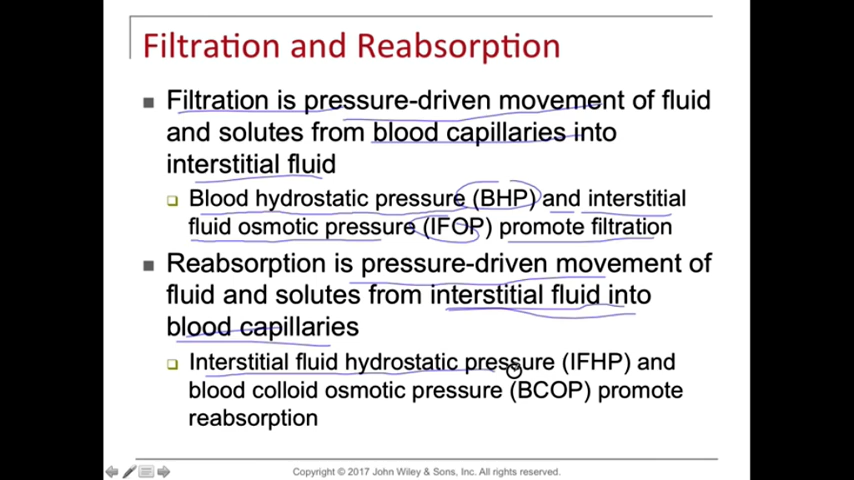 Filtration and Reabsorption
Filtration is pressure-driven movement of fluid
and solutes from blood capillaries into
interstitial fluid
Blood hydrostatic pressure (BHP) and interstitial
fluid osmotic pressure (IFOP) promote filtration
Reabsorption is pressure-driven movement of
fluid and solutes from interstitial fluid into
blood capillaries
Interstitial fluid hydrostatic pressure (IFHP) and
blood colloid osmotic pressure (BCOP) promote
reabsorption
Copyright © 2017 John Wiley & Sons, Inc. All rights reserved.